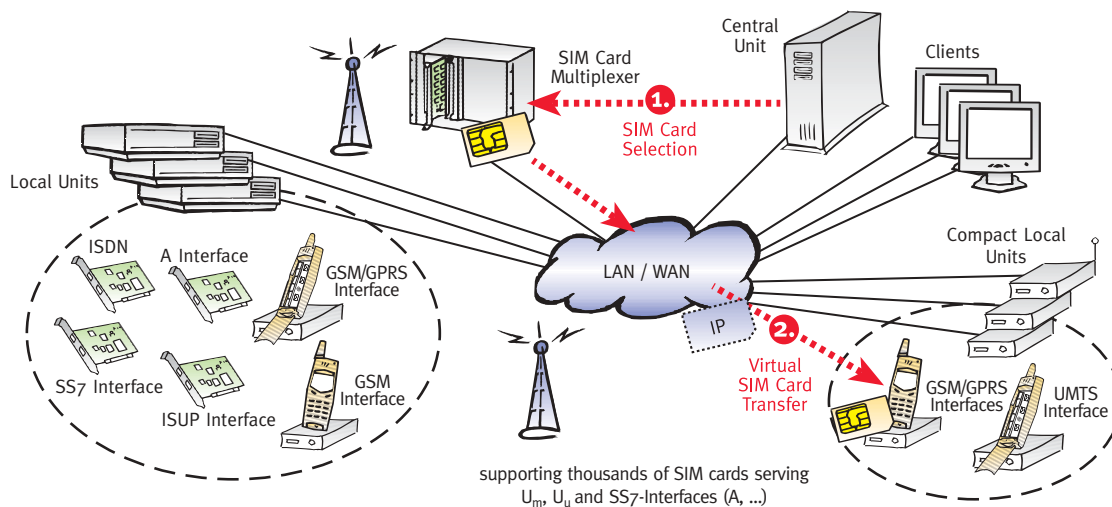 SIM Card
Multiplexer
Central
Unit
Clients
1.
SIM Card
Selection
Local Units
LAN / WAN
Compact Local
Units
ISDN
A Interface
GSM/GPRS
Interface
IP
2.
Virtual
SIM Card
Transfer
SS7 Interface
ISUP Interface
GSM
Interface
GSM/GPRS
Interfaces
UMTS
Interface
supporting thousands of SIM cards serving
Um, Uu and SS7-Interfaces (A, ...)